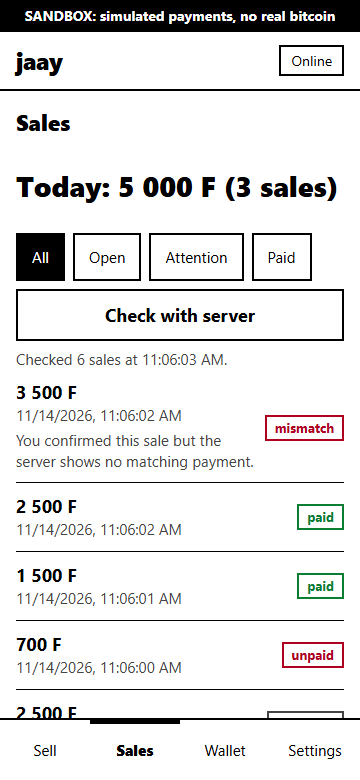 SANDBOX: simulated payments, no real bitcoin
jaay
Online
Sales
Today: 5 000 F (3 sales)
All
Open
Attention
Paid
Check with server
Checked 6 sales at 11:06:03 AM.
3 500 F
11/14/2026, 11:06:02 AM
You confirmed this sale but the
server shows no matching payment.
mismatch
2 500 F
11/14/2026, 11:06:02 AM
paid
1 500 F
11/14/2026, 11:06:01 AM
paid
700 F
11/14/2026, 11:06:00 AM
unpaid
2 500 F
Sell
Sales
Wallet
Settings